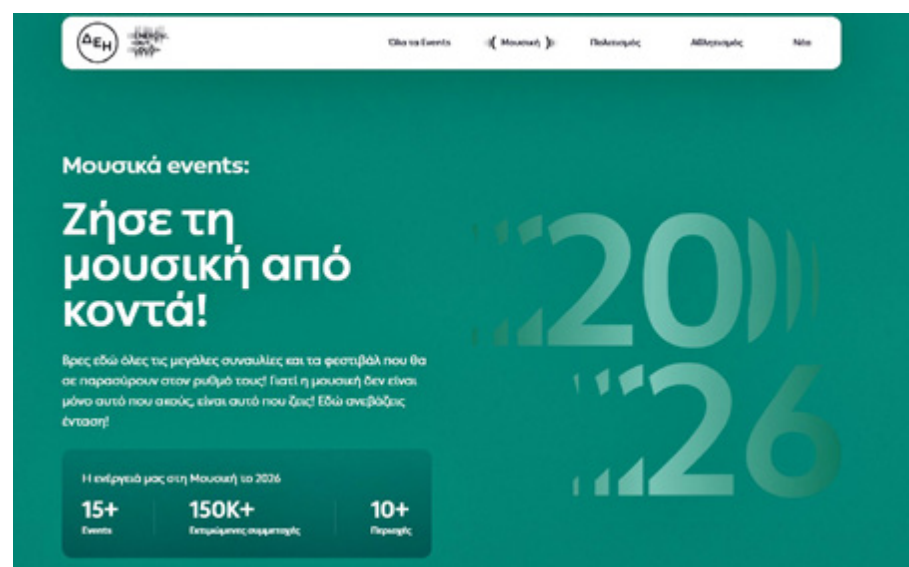 ΔΕΗ
ENERGY
OUT
LOUD
Όλα τα Events
Μουσική
Πολιτισμός
Αθλητισμός
Νέα
Μουσικά events:
Ζήσε τη
μουσική από
κοντά!
Βρες εδώ όλες τις μεγάλες συναυλίες και τα φεστιβάλ που θα
σε παρασύρουν στον ρυθμό τους! Γιατί η μουσική δεν είναι
μόνο αυτό που ακούς, είναι αυτό που ζεις! Εδώ ανεβάζεις
ένταση!
20
26
Η ενέργειά μας στη Μουσική το 2026
15+
Events
150K+
Εκτιμώμενες συμμετοχές
10+
Περιοχές